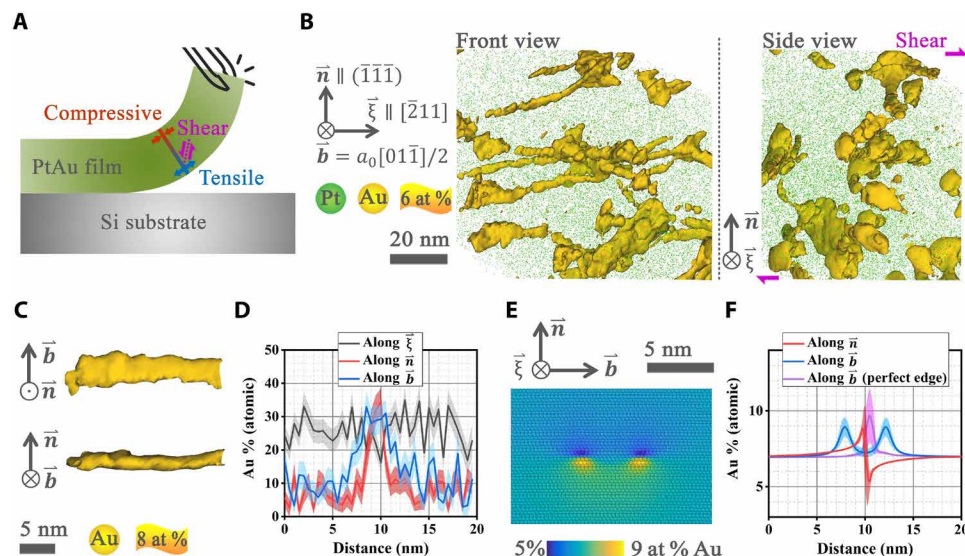 A
Compressive
Shear
PtAu film
Tensile
Si substrate
B
Front view
Side view
Shear
n⃗ ∥ (1̄1̄1̄)
ξ⃗ ∥ [2̄11]
b⃗ = a₀[011̄]/2
Pt Au 6 at %
20 nm
n⃗
ξ⃗
C
b⃗
n⃗
n⃗
b⃗
5 nm Au 8 at %
D
Along ξ⃗
Along n⃗
Along b⃗
Au % (atomic)
50
40
30
20
10
0
0 5 10 15 20
Distance (nm)
E
n⃗
ξ⃗ b⃗
5 nm
5% 9 at % Au
F
Along n⃗
Along b⃗
Along b⃗ (perfect edge)
Au % (atomic)
10
5
0 5 10 15 20
Distance (nm)